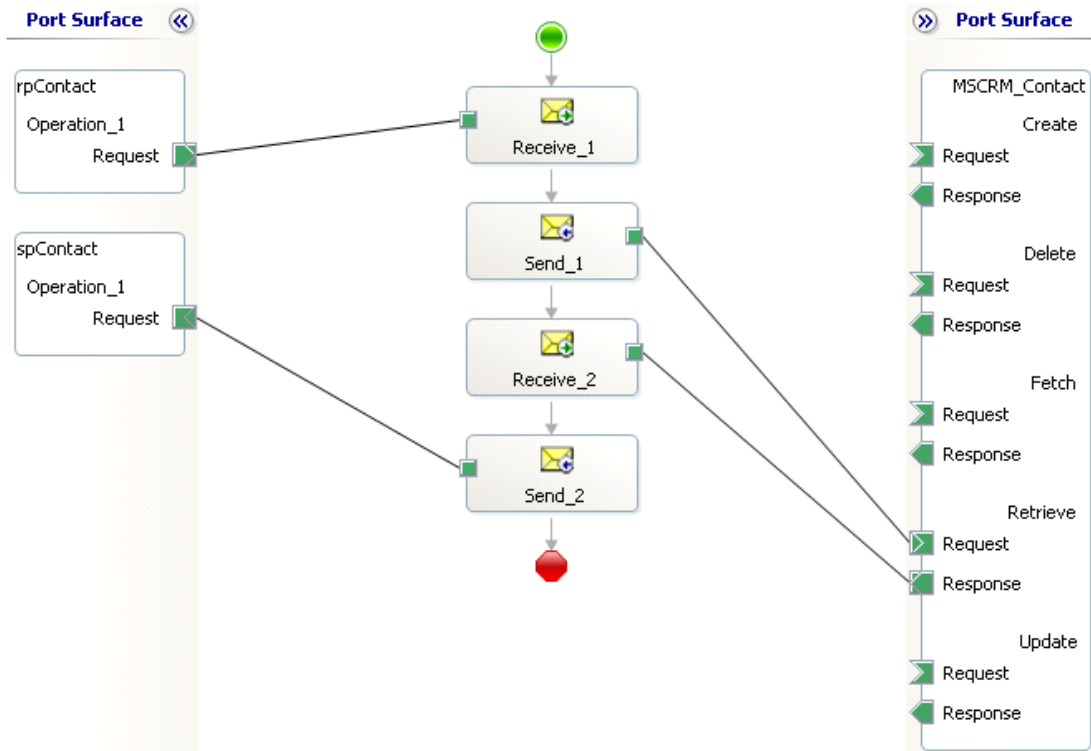 Port Surface
rpContact
Operation_1
Request
spContact
Operation_1
Request
Receive_1
Send_1
Receive_2
Send_2
Port Surface
MSCRM_Contact
Create
Request
Response
Delete
Request
Response
Fetch
Request
Response
Retrieve
Request
Response
Update
Request
Response